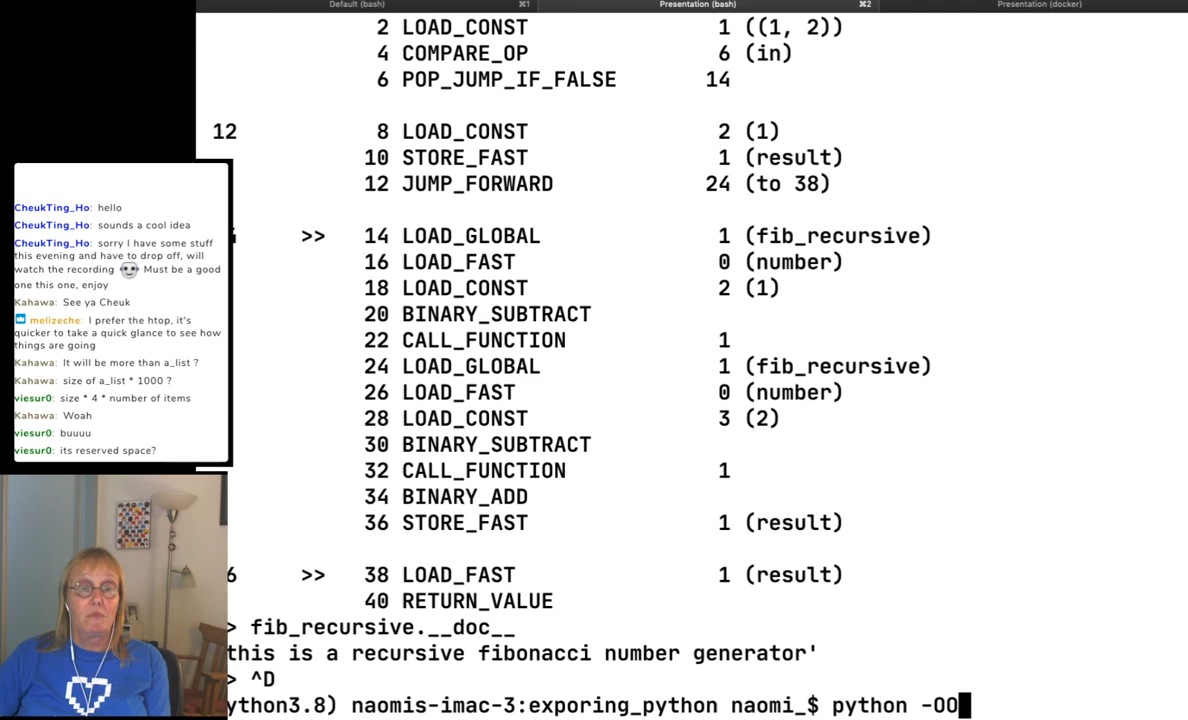 Default (bash) ⌘1 Presentation (bash) ⌘2 Presentation (docker)
2 LOAD_CONST 1 ((1, 2))
4 COMPARE_OP 6 (in)
6 POP_JUMP_IF_FALSE 14
12 8 LOAD_CONST 2 (1)
10 STORE_FAST 1 (result)
12 JUMP_FORWARD 24 (to 38)
>> 14 LOAD_GLOBAL 1 (fib_recursive)
16 LOAD_FAST 0 (number)
18 LOAD_CONST 2 (1)
20 BINARY_SUBTRACT
22 CALL_FUNCTION 1
24 LOAD_GLOBAL 1 (fib_recursive)
26 LOAD_FAST 0 (number)
28 LOAD_CONST 3 (2)
30 BINARY_SUBTRACT
32 CALL_FUNCTION 1
34 BINARY_ADD
36 STORE_FAST 1 (result)
6 >> 38 LOAD_FAST 1 (result)
40 RETURN_VALUE
> fib_recursive.__doc__
this is a recursive fibonacci number generator'
> ^D
ython3.8) naomis-imac-3:exporing_python naomi_$ python -OO
CheukTing_Ho: hello
CheukTing_Ho: sounds a cool idea
CheukTing_Ho: sorry I have some stuff
this evening and have to drop off, will
watch the recording Must be a good
one this one, enjoy
Kahawa: See ya Cheuk
melizeche: I prefer the htop, it's
quicker to take a quick glance to see how
things are going
Kahawa: It will be more than a_list ?
Kahawa: size of a_list * 1000 ?
viesur0: size * 4 * number of items
Kahawa: Woah
viesur0: buuuu
viesur0: its reserved space?